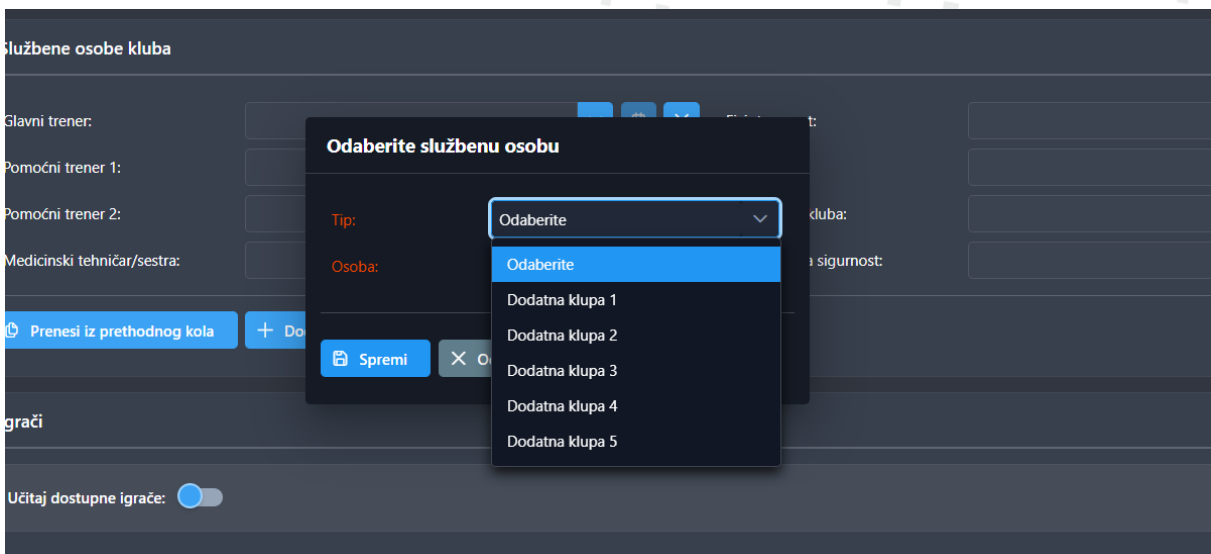 Službene osobe kluba
Glavni trener:
Pomoćni trener 1:
Pomoćni trener 2:
kluba:
Medicinski tehničar/sestra:
sigurnost:
Prenesi iz prethodnog kola
Odaberite službenu osobu
Tip:
Odaberite
Osoba:
Odaberite
Dodatna klupa 1
Dodatna klupa 2
Dodatna klupa 3
Dodatna klupa 4
Dodatna klupa 5
Spremi
Igrači
Učitaj dostupne igrače: